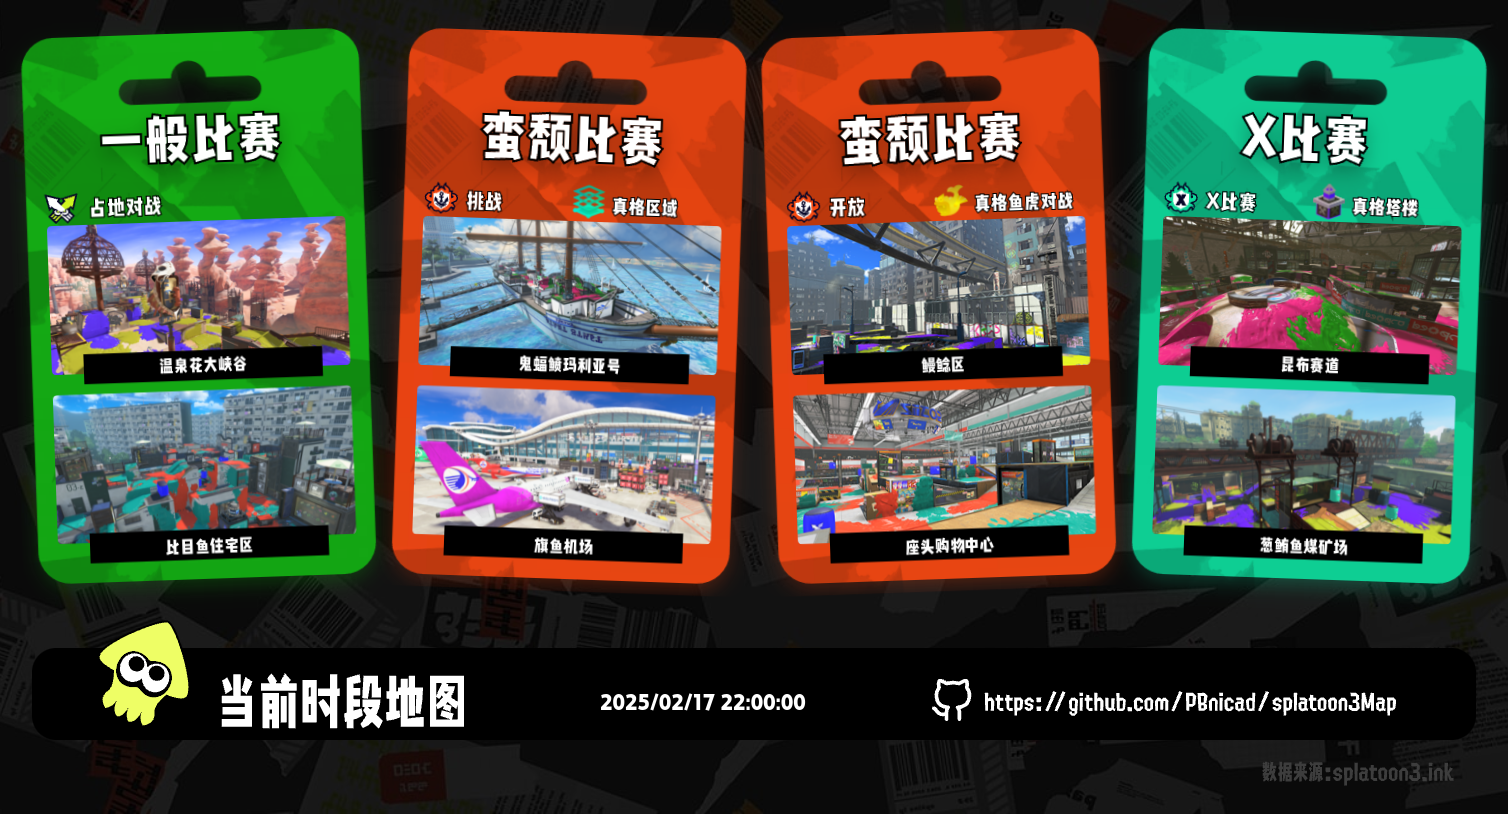 一般比赛
占地对战
温泉花大峡谷
比目鱼住宅区
蛮颓比赛
挑战
真格区域
鬼蝠鲼玛利亚号
旗鱼机场
蛮颓比赛
开放
真格鱼虎对战
鳗鲶区
座头购物中心
X比赛
X比赛
真格塔楼
昆布赛道
葱鲔鱼煤矿场
当前时段地图
2025/02/17 22:00:00
https://github.com/PBnicad/splatoon3Map
数据来源:splatoon3.ink